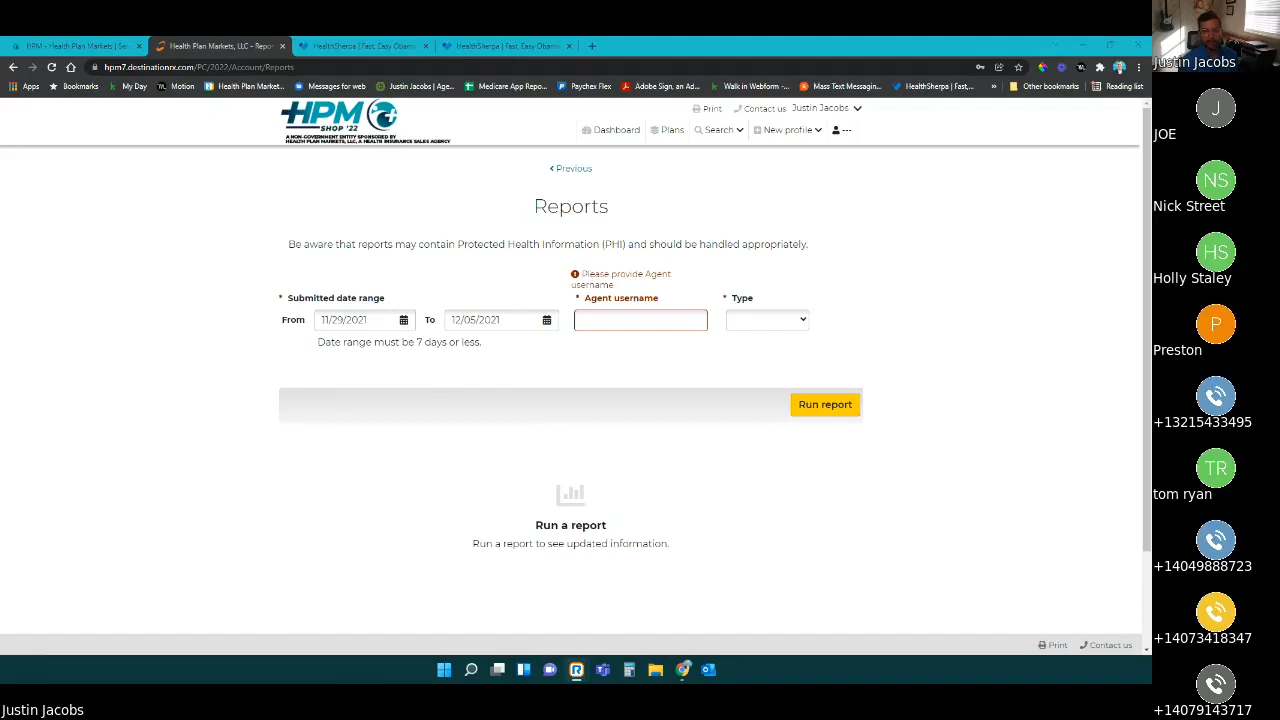 HPM - Health Plan Markets | Sen
Health Plan Markets, LLC - Repor
HealthSherpa | Fast, Easy Obama
HealthSherpa | Fast, Easy Obama
hpm7.destinationrx.com/PC/2022/Account/Reports
Apps
Bookmarks
My Day
Motion
Health Plan Market...
Messages for web
Justin Jacobs | Age...
Medicare App Repo...
Paychex Flex
Adobe Sign, an Ad...
Walk in Webform -...
Mass Text Messagin...
HealthSherpa | Fast,...
»
Other bookmarks
Reading list
HPM
SHOP '22
A NON-GOVERNMENT ENTITY SPONSORED BY
HEALTH PLAN MARKETS, LLC, A HEALTH INSURANCE SALES AGENCY
Print
Contact us
Justin Jacobs
Dashboard
Plans
Search
New profile
---
Previous
Reports
Be aware that reports may contain Protected Health Information (PHI) and should be handled appropriately.
Please provide Agent
username
* Submitted date range
* Agent username
* Type
From
11/29/2021
To
12/05/2021
Date range must be 7 days or less.
Run report
Run a report
Run a report to see updated information.
Print
Contact us
Justin Jacobs
Justin Jacobs
J
JOE
NS
Nick Street
HS
Holly Staley
P
Preston
+13215433495
TR
tom ryan
+14049888723
+14073418347
+14079143717